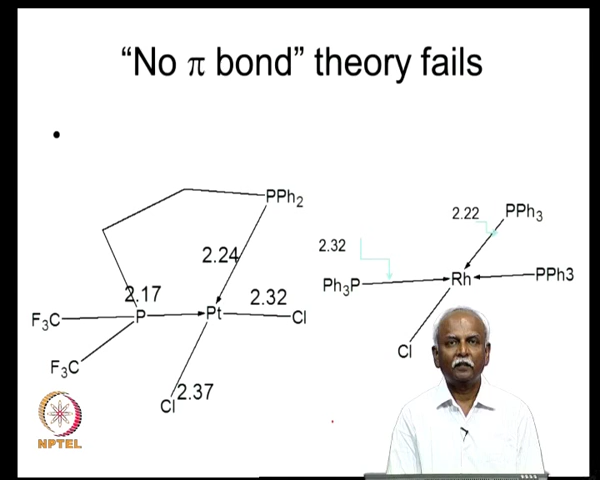 “No π bond” theory fails
PPh2
2.24
2.17
2.32
F3C
P
Pt
Cl
F3C
Cl
2.37
2.22
PPh3
2.32
Ph3P
Rh
PPh3
Cl
NPTEL